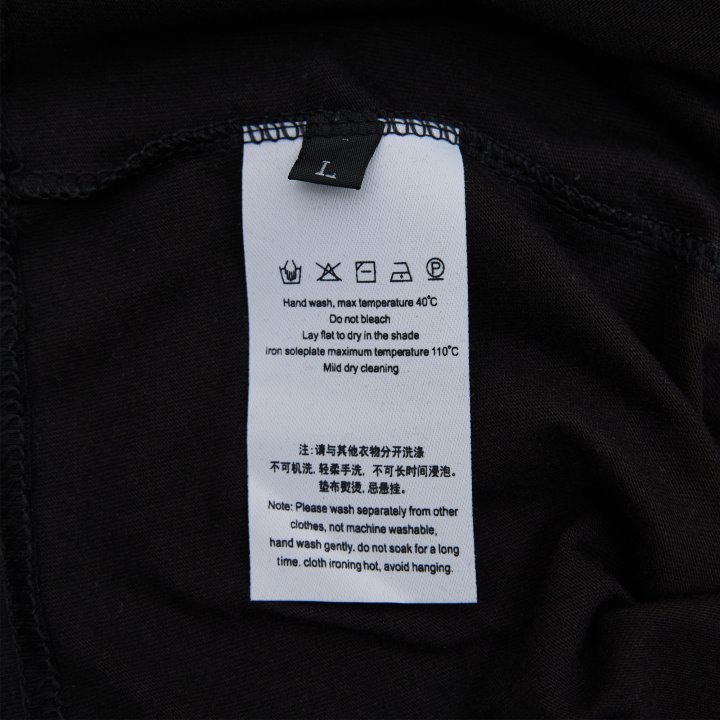 L
P
Hand wash, max temperature 40°C
Do not bleach
Lay flat to dry in the shade
iron soleplate maximum temperature 110°C
Mild dry cleaning
注:请与其他衣物分开洗涤
不可机洗.轻柔手洗, 不可长时间浸泡。
垫布熨烫,忌悬挂。
Note: Please wash separately from other
clothes, not machine washable,
hand wash gently. do not soak for a long
time. cloth ironing hot, avoid hanging.